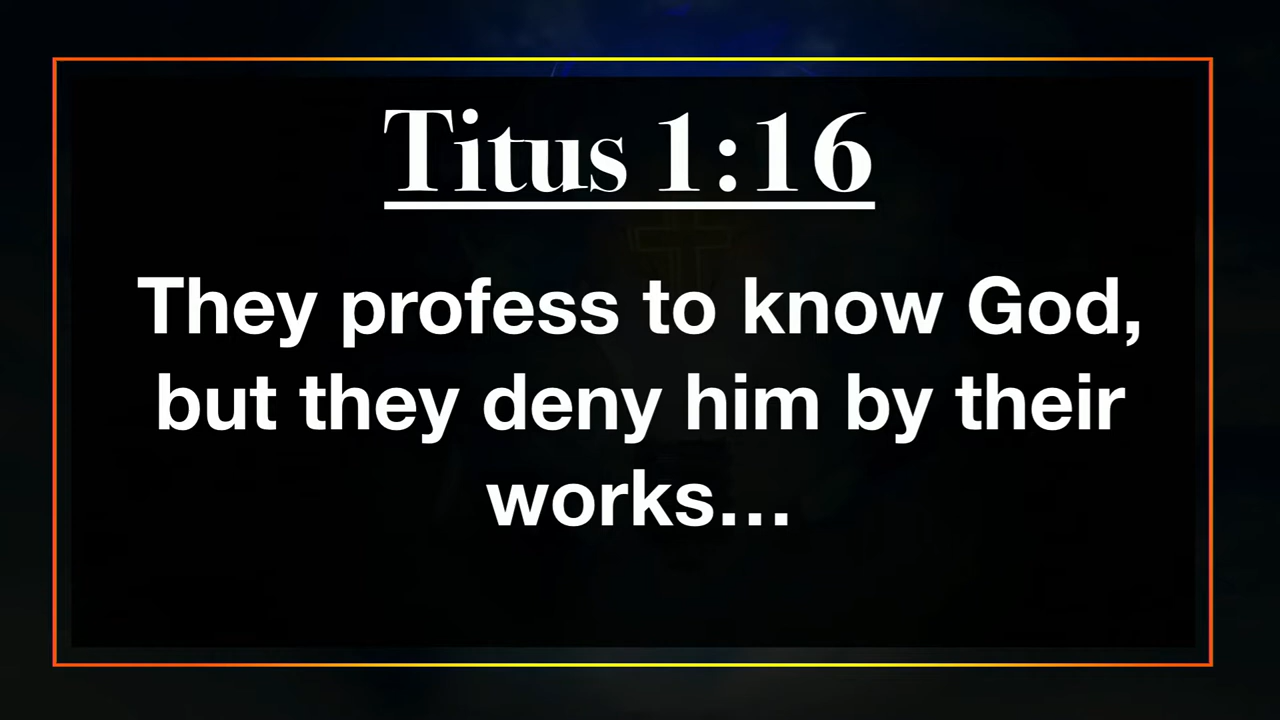 Titus 1:16
They profess to know God,
but they deny him by their
works...